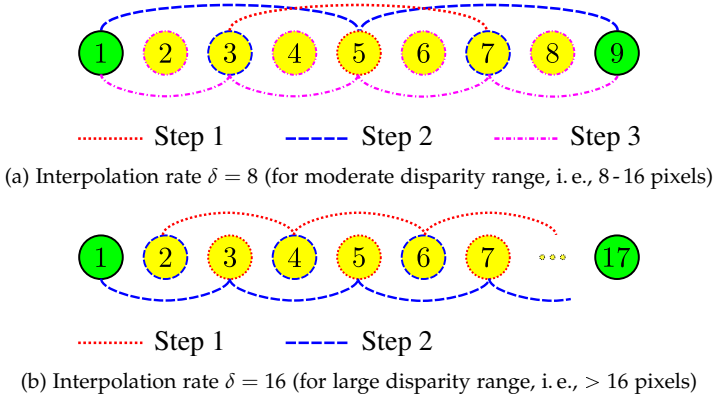 1 2 3 4 5 6 7 8 9
Step 1 Step 2 Step 3
(a) Interpolation rate δ = 8 (for moderate disparity range, i. e., 8 - 16 pixels)
1 2 3 4 5 6 7 ... 17
Step 1 Step 2
(b) Interpolation rate δ = 16 (for large disparity range, i. e., > 16 pixels)